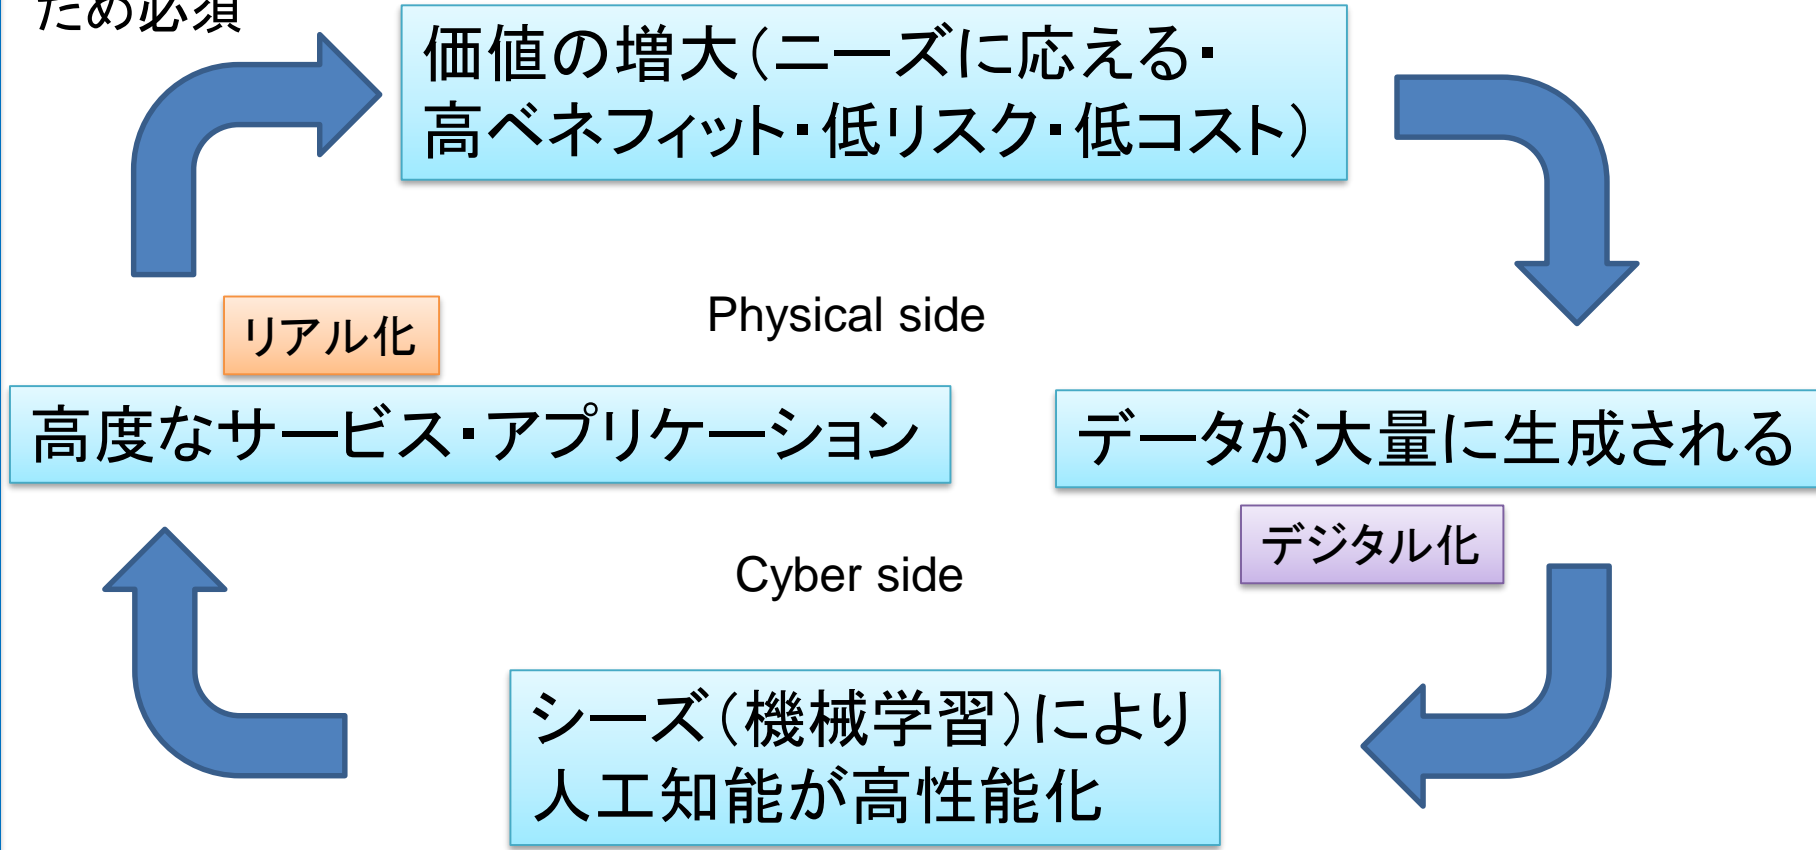 ため必須
価値の増大(ニーズに応える・
高ベネフィット・低リスク・低コスト)
Physical side
リアル化
高度なサービス・アプリケーション
データが大量に生成される
デジタル化
Cyber side
シーズ(機械学習)により
人工知能が高性能化